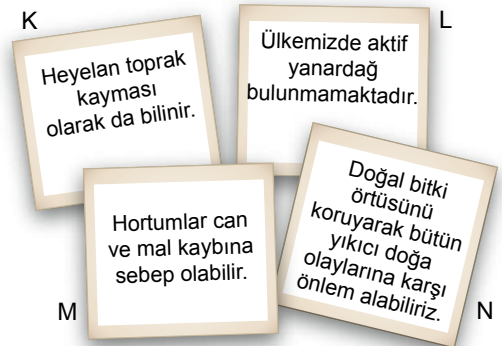 K
Heyelan toprak
kayması
olarak da bilinir.
L
Ülkemizde aktif
yanardağ
bulunmamaktadır.
M
Hortumlar can
ve mal kaybına
sebep olabilir.
N
Doğal bitki
örtüsünü
koruyarak bütün
yıkıcı doğa
olaylarına karşı
önlem alabiliriz.